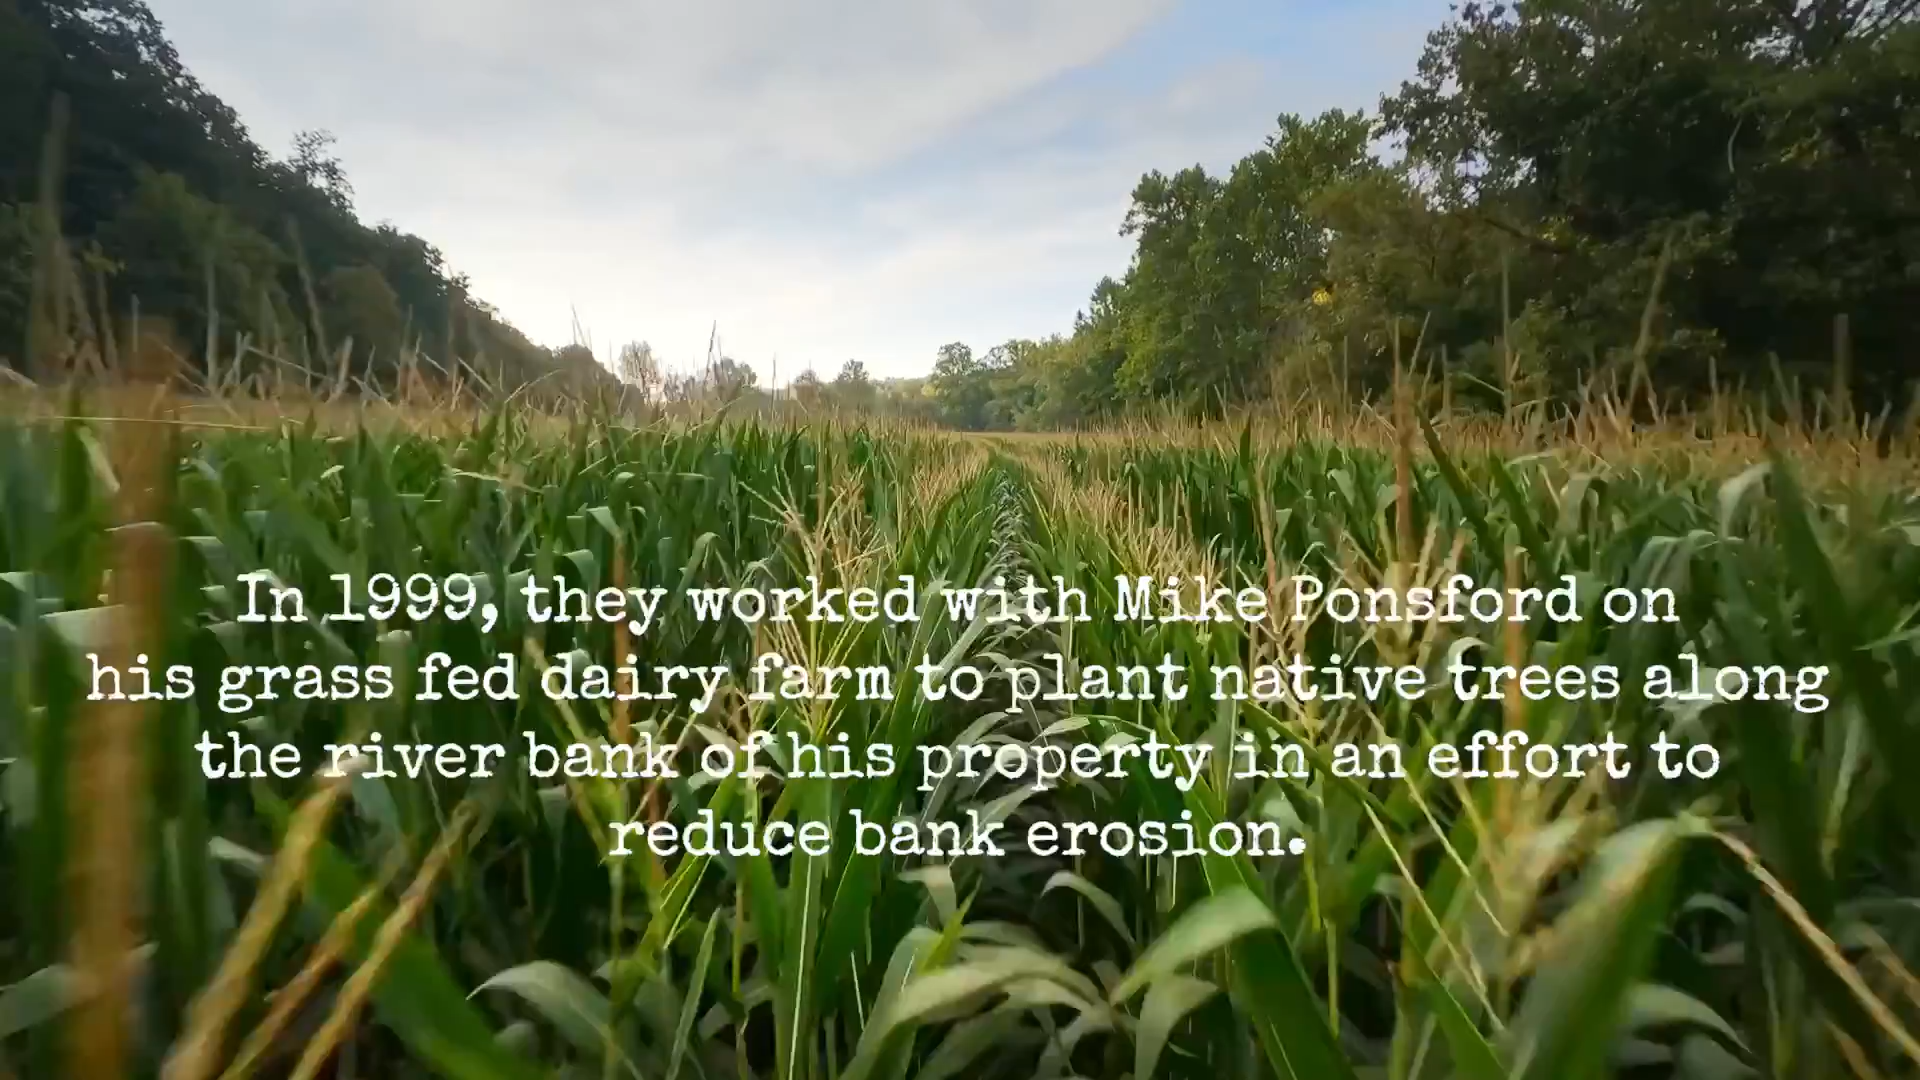 In 1999, they worked with Mike Ponsford on
his grass fed dairy farm to plant native trees along
the river bank of his property in an effort to
reduce bank erosion.